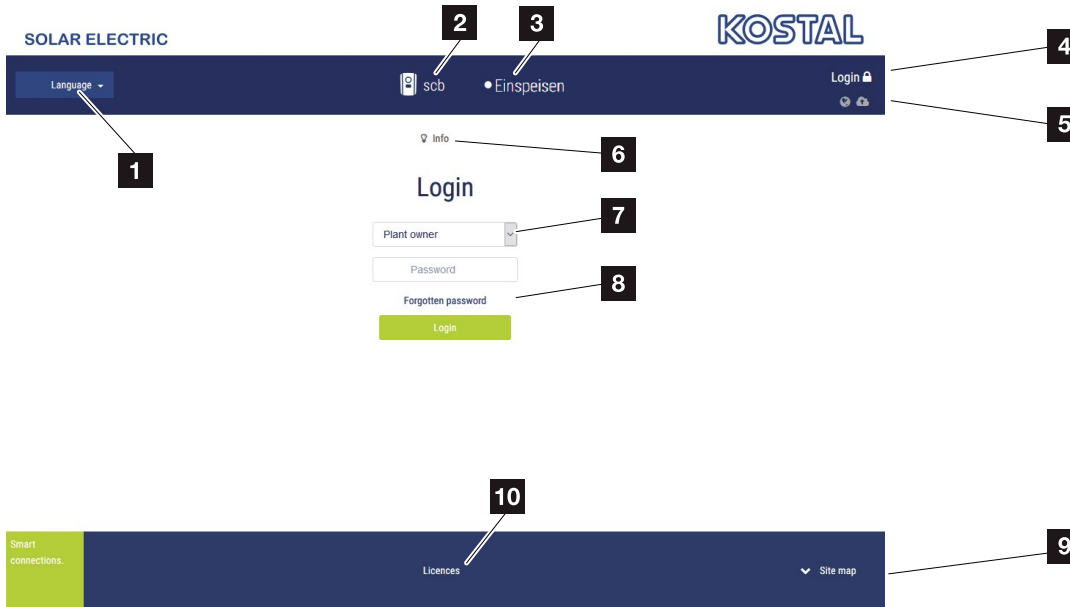 2
3
SOLAR ELECTRIC
KOSTAL
4
Language
scb
Einspeisen
Login
5
Info
6
1
Login
7
Plant owner
Password
8
Forgotten password
Login
10
Smart
connections.
9
Licences
Site map